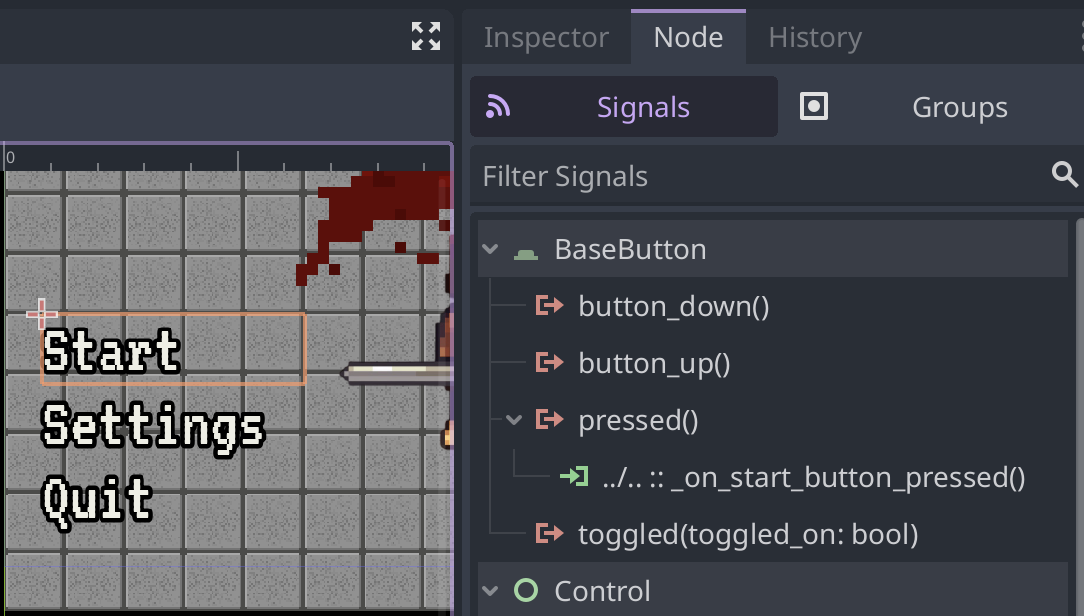 Inspector Node History
Signals Groups
0
Filter Signals
BaseButton
button_down()
button_up()
pressed()
../.. :: _on_start_button_pressed()
toggled(toggled_on: bool)
Control
Start
Settings
Quit